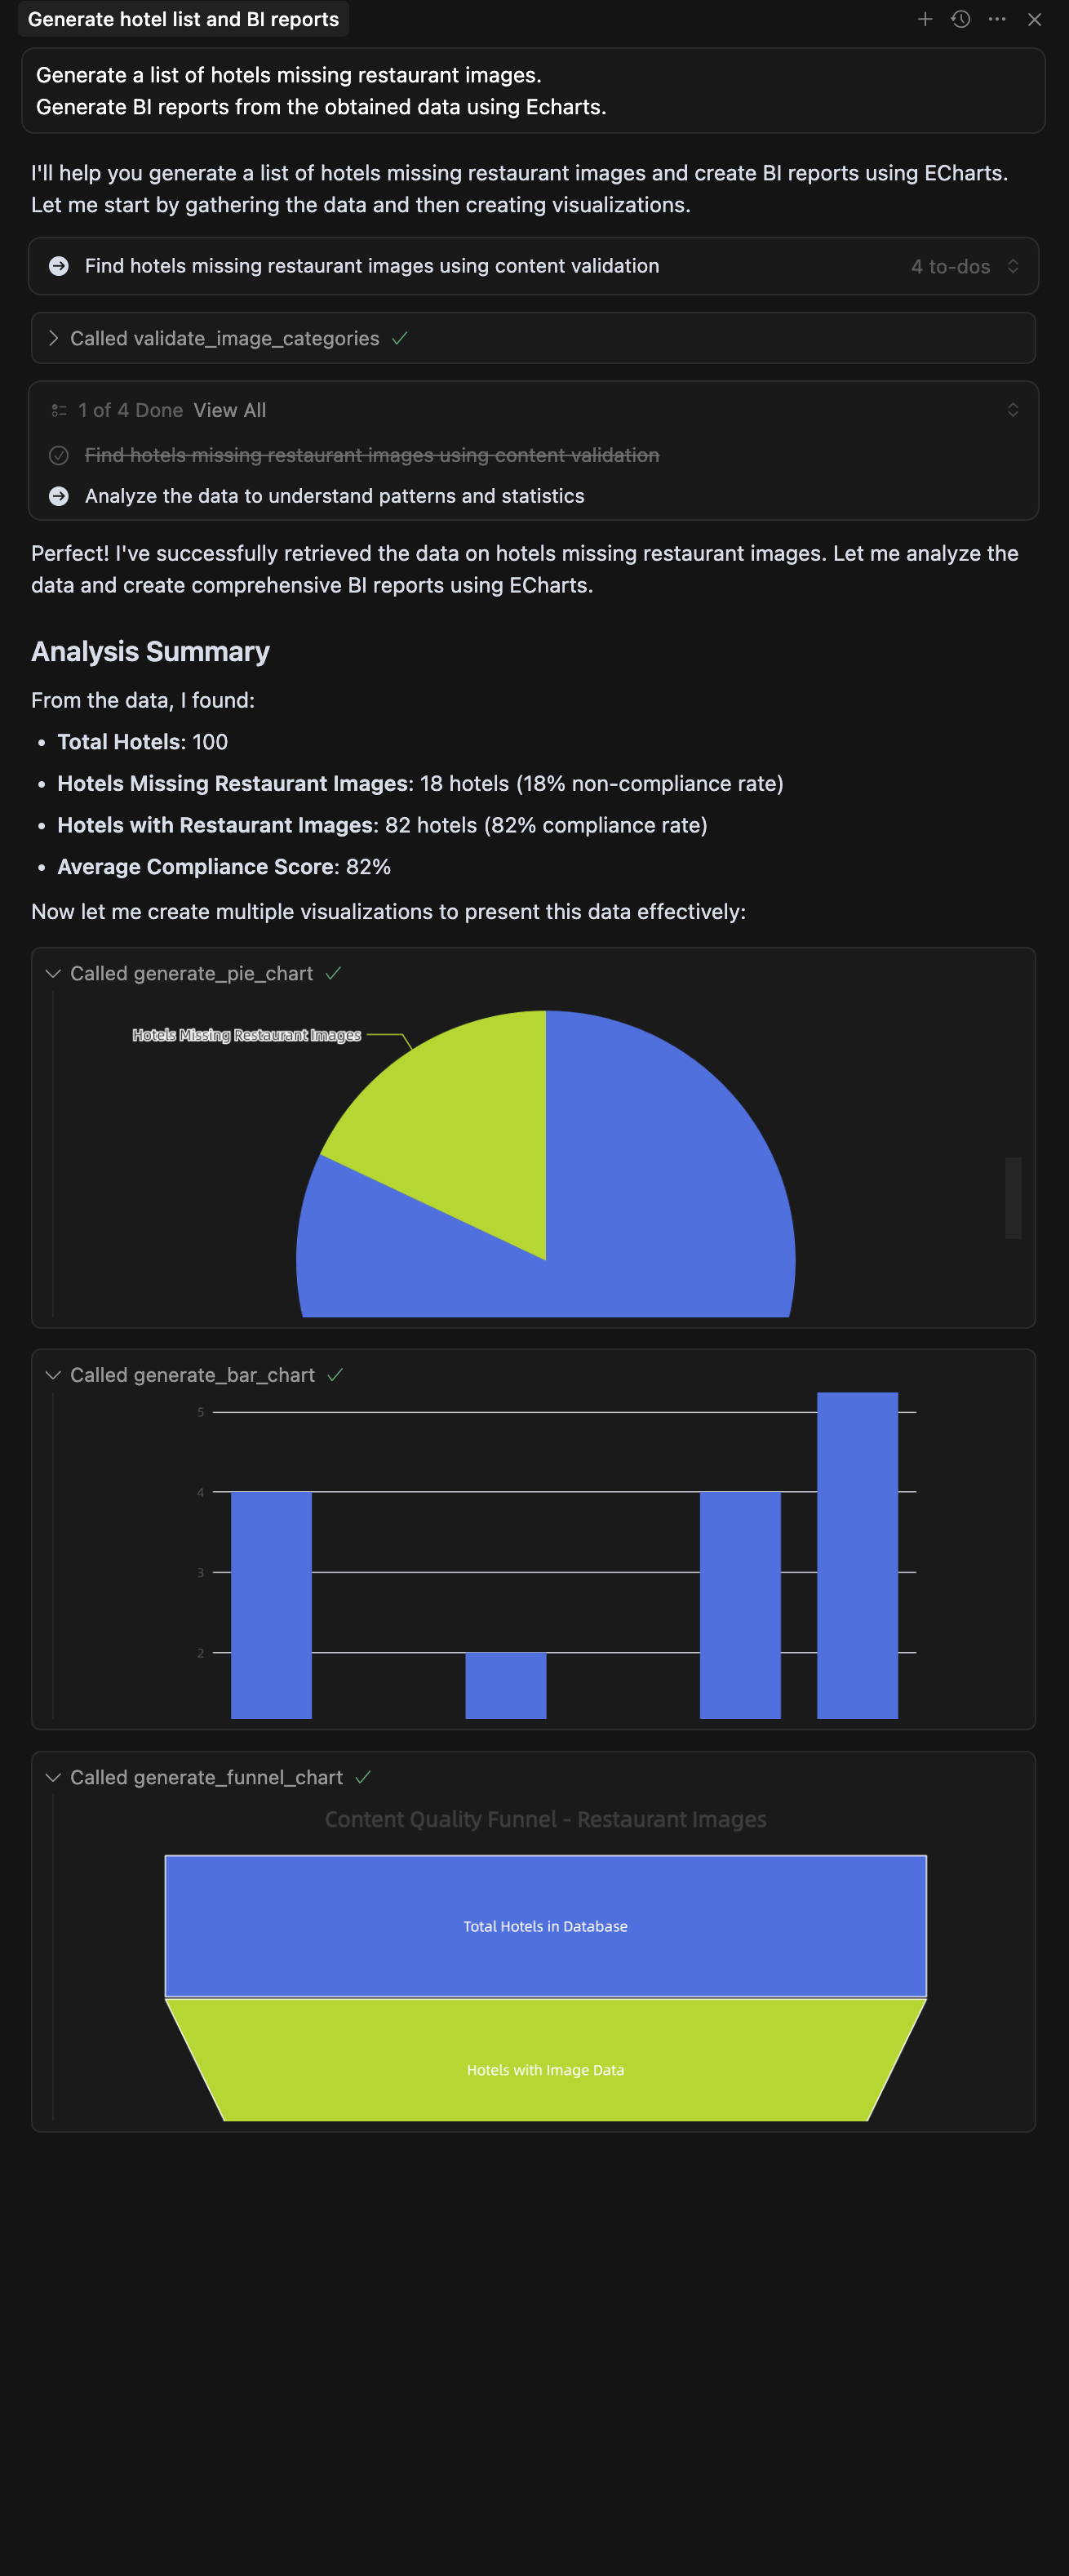 Generate hotel list and BI reports
Generate a list of hotels missing restaurant images.
Generate BI reports from the obtained data using Echarts.
I'll help you generate a list of hotels missing restaurant images and create BI reports using ECharts.
Let me start by gathering the data and then creating visualizations.
Find hotels missing restaurant images using content validation 4 to-dos
Called validate_image_categories
1 of 4 Done View All
Find hotels missing restaurant images using content validation
Analyze the data to understand patterns and statistics
Perfect! I've successfully retrieved the data on hotels missing restaurant images. Let me analyze the
data and create comprehensive BI reports using ECharts.
Analysis Summary
From the data, I found:
• Total Hotels: 100
• Hotels Missing Restaurant Images: 18 hotels (18% non-compliance rate)
• Hotels with Restaurant Images: 82 hotels (82% compliance rate)
• Average Compliance Score: 82%
Now let me create multiple visualizations to present this data effectively:
Called generate_pie_chart
Hotels Missing Restaurant Images
Called generate_bar_chart
5
4
3
2
Called generate_funnel_chart
Content Quality Funnel - Restaurant Images
Total Hotels in Database
Hotels with Image Data